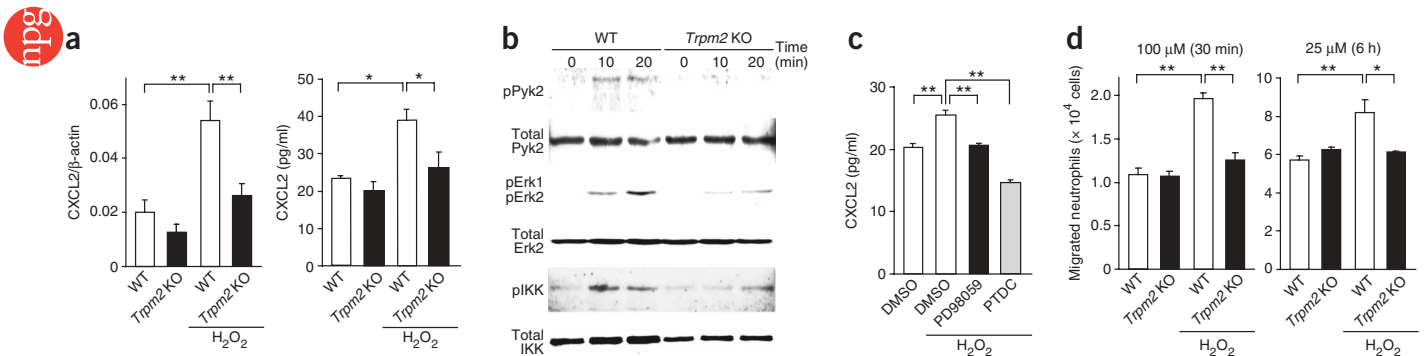 npg
a
CXCL2/β-actin
0.06
0.04
0.02
0
** **
WT
Trpm2 KO
WT
Trpm2 KO
H2O2
CXCL2 (pg/ml)
50
40
30
20
10
0
* *
WT
Trpm2 KO
WT
Trpm2 KO
H2O2
b
WT Trpm2 KO Time
0 10 20 0 10 20 (min)
pPyk2
Total
Pyk2
pErk1
pErk2
Total
Erk2
pIKK
Total
IKK
c
CXCL2 (pg/ml)
30
20
10
0
**
** **
DMSO
DMSO
PD98059
PTDC
H2O2
d
Migrated neutrophils (× 10⁴ cells)
100 μM (30 min)
** **
2.0
1.5
1.0
0
WT
Trpm2 KO
WT
Trpm2 KO
H2O2
25 μM (6 h)
** *
10
8
6
4
2
0
WT
Trpm2 KO
WT
Trpm2 KO
H2O2